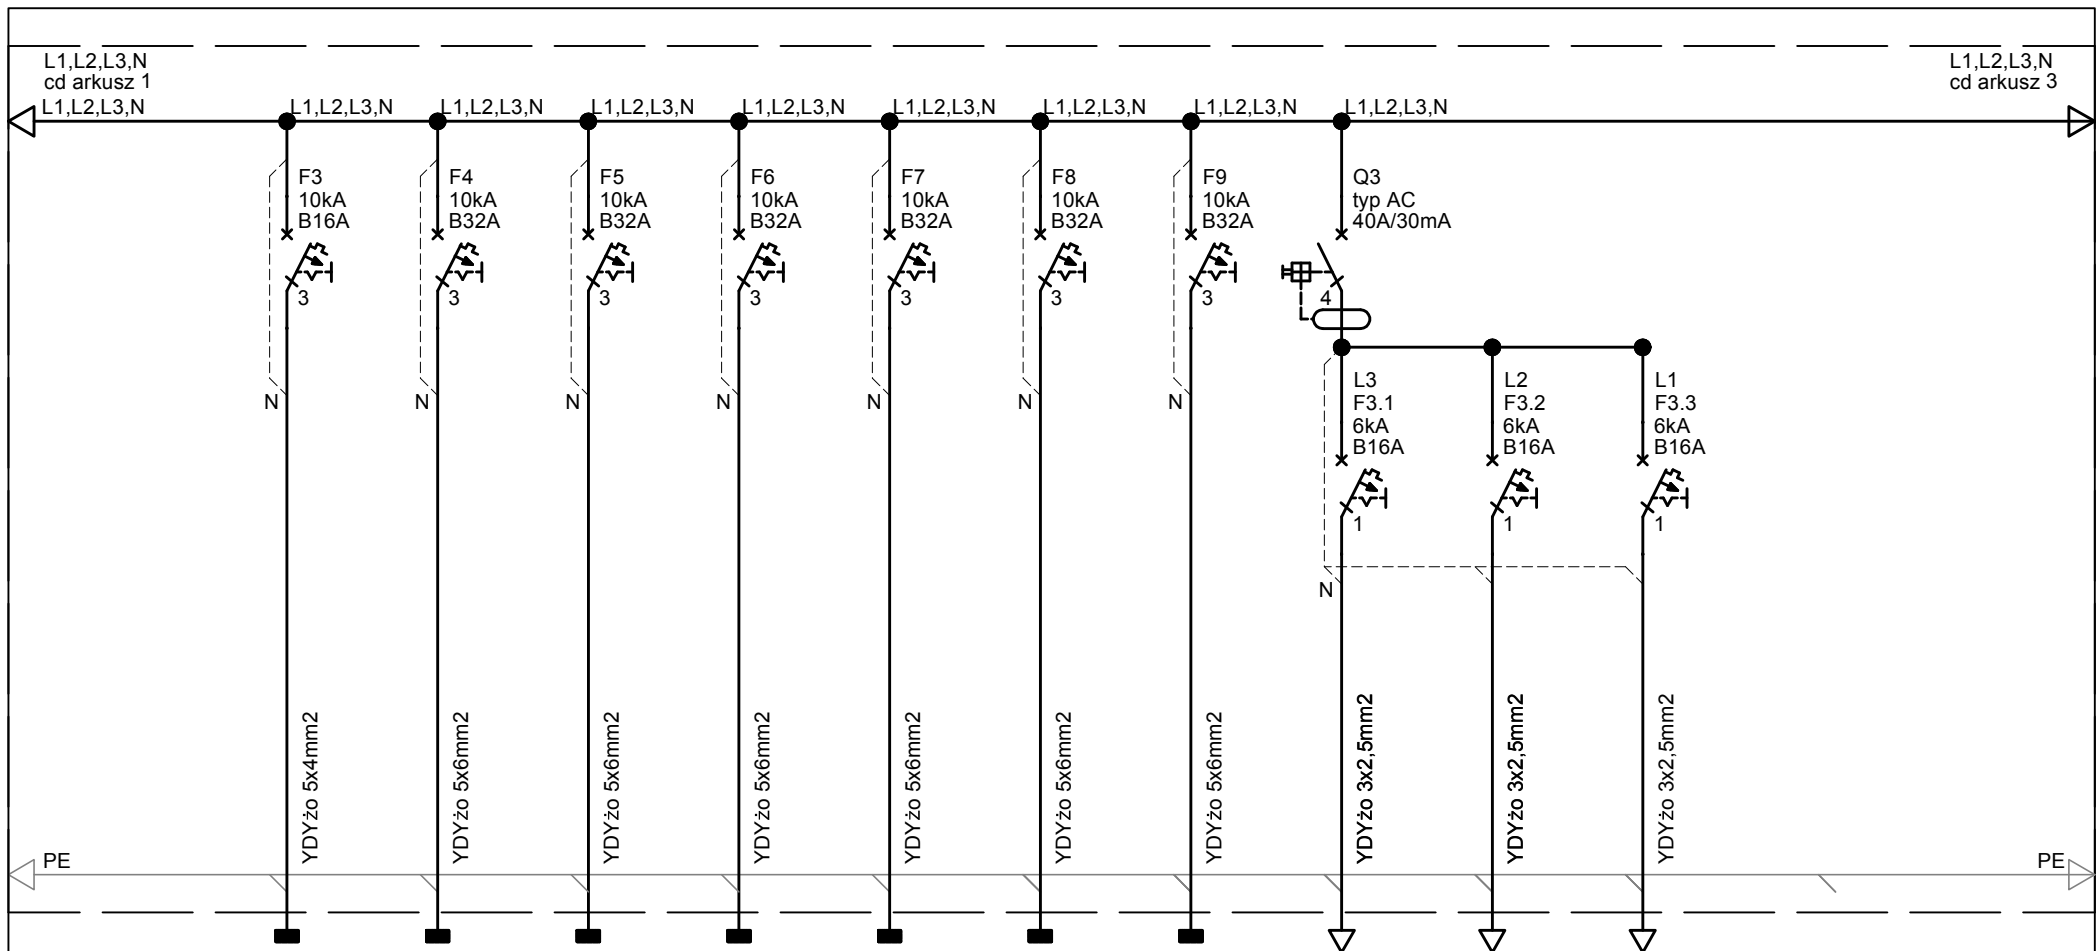 L1,L2,L3,N
cd arkusz 1
L1,L2,L3,N
cd arkusz 3
L1,L2,L3,N
L1,L2,L3,N
L1,L2,L3,N
L1,L2,L3,N
L1,L2,L3,N
L1,L2,L3,N
L1,L2,L3,N
L1,L2,L3,N
L1,L2,L3,N
F3
10kA
B16A
3
N
F4
10kA
B32A
3
N
F5
10kA
B32A
3
N
F6
10kA
B32A
3
N
F7
10kA
B32A
3
N
F8
10kA
B32A
3
N
F9
10kA
B32A
3
N
Q3
typ AC
40A/30mA
4
L3
F3.1
6kA
B16A
1
N
L2
F3.2
6kA
B16A
1
L1
F3.3
6kA
B16A
1
YDYżo 5x4mm2
YDYżo 5x6mm2
YDYżo 5x6mm2
YDYżo 5x6mm2
YDYżo 5x6mm2
YDYżo 5x6mm2
YDYżo 5x6mm2
YDYżo 3x2,5mm2
YDYżo 3x2,5mm2
YDYżo 3x2,5mm2
PE
PE